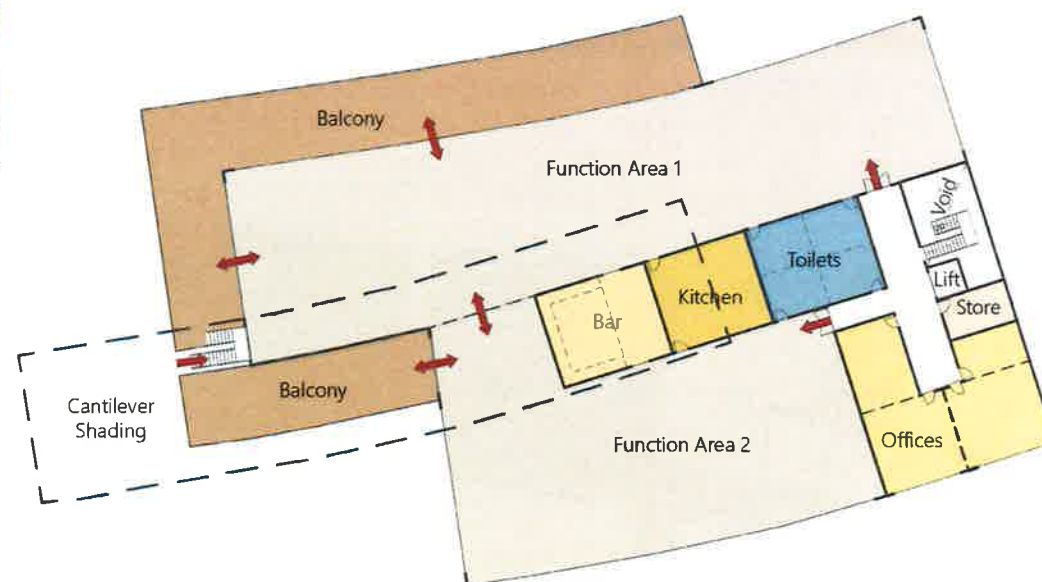 Balcony
Function Area 1
Void
Toilets
Lift
Kitchen
Store
Bar
Balcony
Cantilever
Shading
Function Area 2
Offices